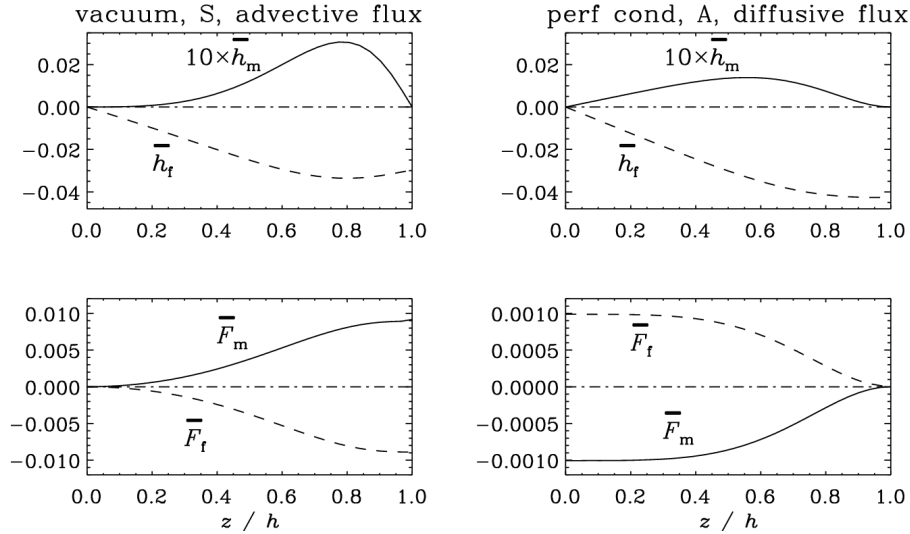 vacuum, S, advective flux
0.02
0.00
−0.02
−0.04
10×h̅m
h̅f
0.0 0.2 0.4 0.6 0.8 1.0
perf cond, A, diffusive flux
0.02
0.00
−0.02
−0.04
10×h̅m
h̅f
0.0 0.2 0.4 0.6 0.8 1.0
0.010
0.005
0.000
−0.005
−0.010
F̅m
F̅f
0.0 0.2 0.4 0.6 0.8 1.0
z / h
0.0010
0.0005
0.0000
−0.0005
−0.0010
F̅f
F̅m
0.0 0.2 0.4 0.6 0.8 1.0
z / h